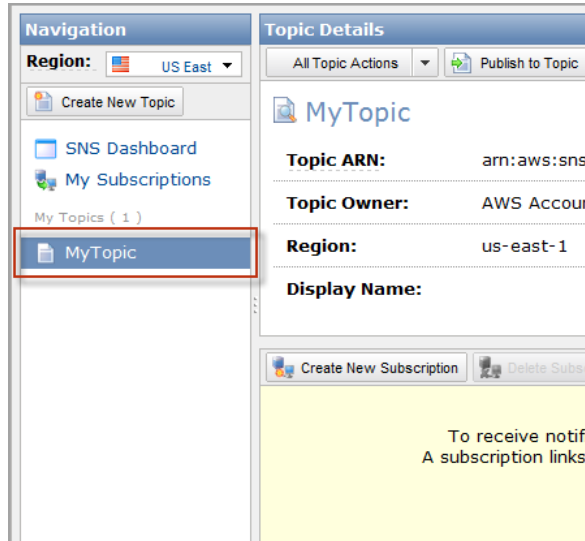 Navigation
Region: US East
Create New Topic
SNS Dashboard
My Subscriptions
My Topics ( 1 )
MyTopic
Topic Details
All Topic Actions Publish to Topic
MyTopic
Topic ARN: arn:aws:sns
Topic Owner: AWS Accou
Region: us-east-1
Display Name:
Create New Subscription Delete Subs
To receive notif
A subscription links